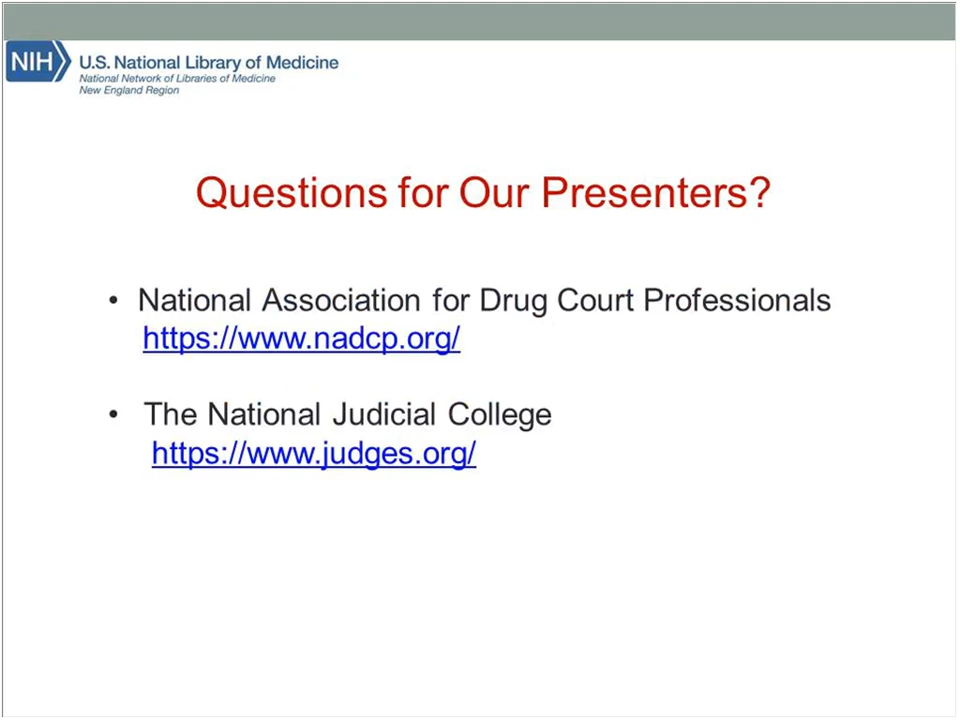 NIH
U.S. National Library of Medicine
National Network of Libraries of Medicine
New England Region
Questions for Our Presenters?
• National Association for Drug Court Professionals
https://www.nadcp.org/
• The National Judicial College
https://www.judges.org/